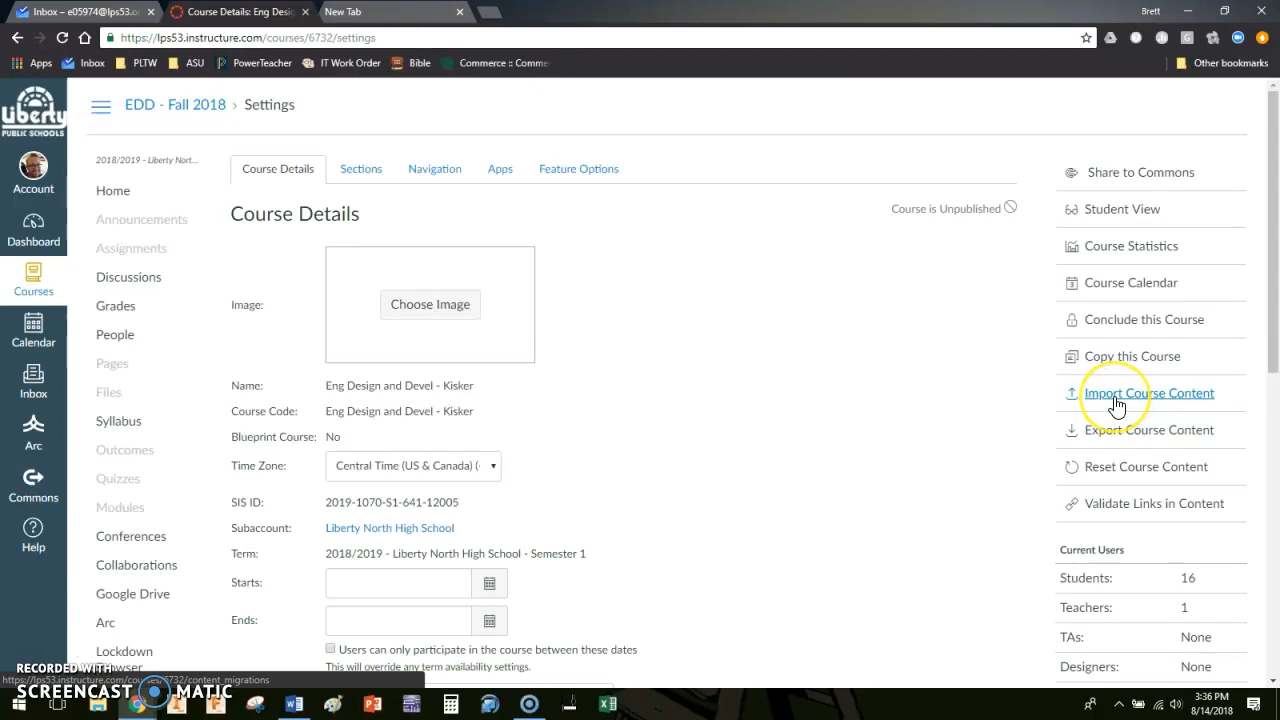 Inbox – e05974@lps53.or
Course Details: Eng Desig
New Tab
Brett
https://lps53.instructure.com/courses/6732/settings
Apps
Inbox
PLTW
ASU
PowerTeacher
IT Work Order
Bible
Commerce :: Comme
Other bookmarks
Liberty
PUBLIC SCHOOLS
Account
Dashboard
Courses
Calendar
Inbox
Arc
Commons
Help
EDD - Fall 2018 › Settings
2018/2019 - Liberty Nort...
Home
Announcements
Assignments
Discussions
Grades
People
Pages
Files
Syllabus
Outcomes
Quizzes
Modules
Conferences
Collaborations
Google Drive
Arc
Lockdown
Browser
Course Details
Sections
Navigation
Apps
Feature Options
Course Details
Course is Unpublished
Image:
Choose Image
Name: Eng Design and Devel - Kisker
Course Code: Eng Design and Devel - Kisker
Blueprint Course: No
Time Zone: Central Time (US & Canada) (
SIS ID: 2019-1070-S1-641-12005
Subaccount: Liberty North High School
Term: 2018/2019 - Liberty North High School - Semester 1
Starts:
Ends:
Users can only participate in the course between these dates
This will override any term availability settings.
Share to Commons
Student View
Course Statistics
Course Calendar
Conclude this Course
Copy this Course
Import Course Content
Export Course Content
Reset Course Content
Validate Links in Content
Current Users
Students: 16
Teachers: 1
TAs: None
Designers: None
https://lps53.instructure.com/courses/6732/content_migrations
RECORDED WITH
SCREENCAST MATIC
3:36 PM
8/14/2018